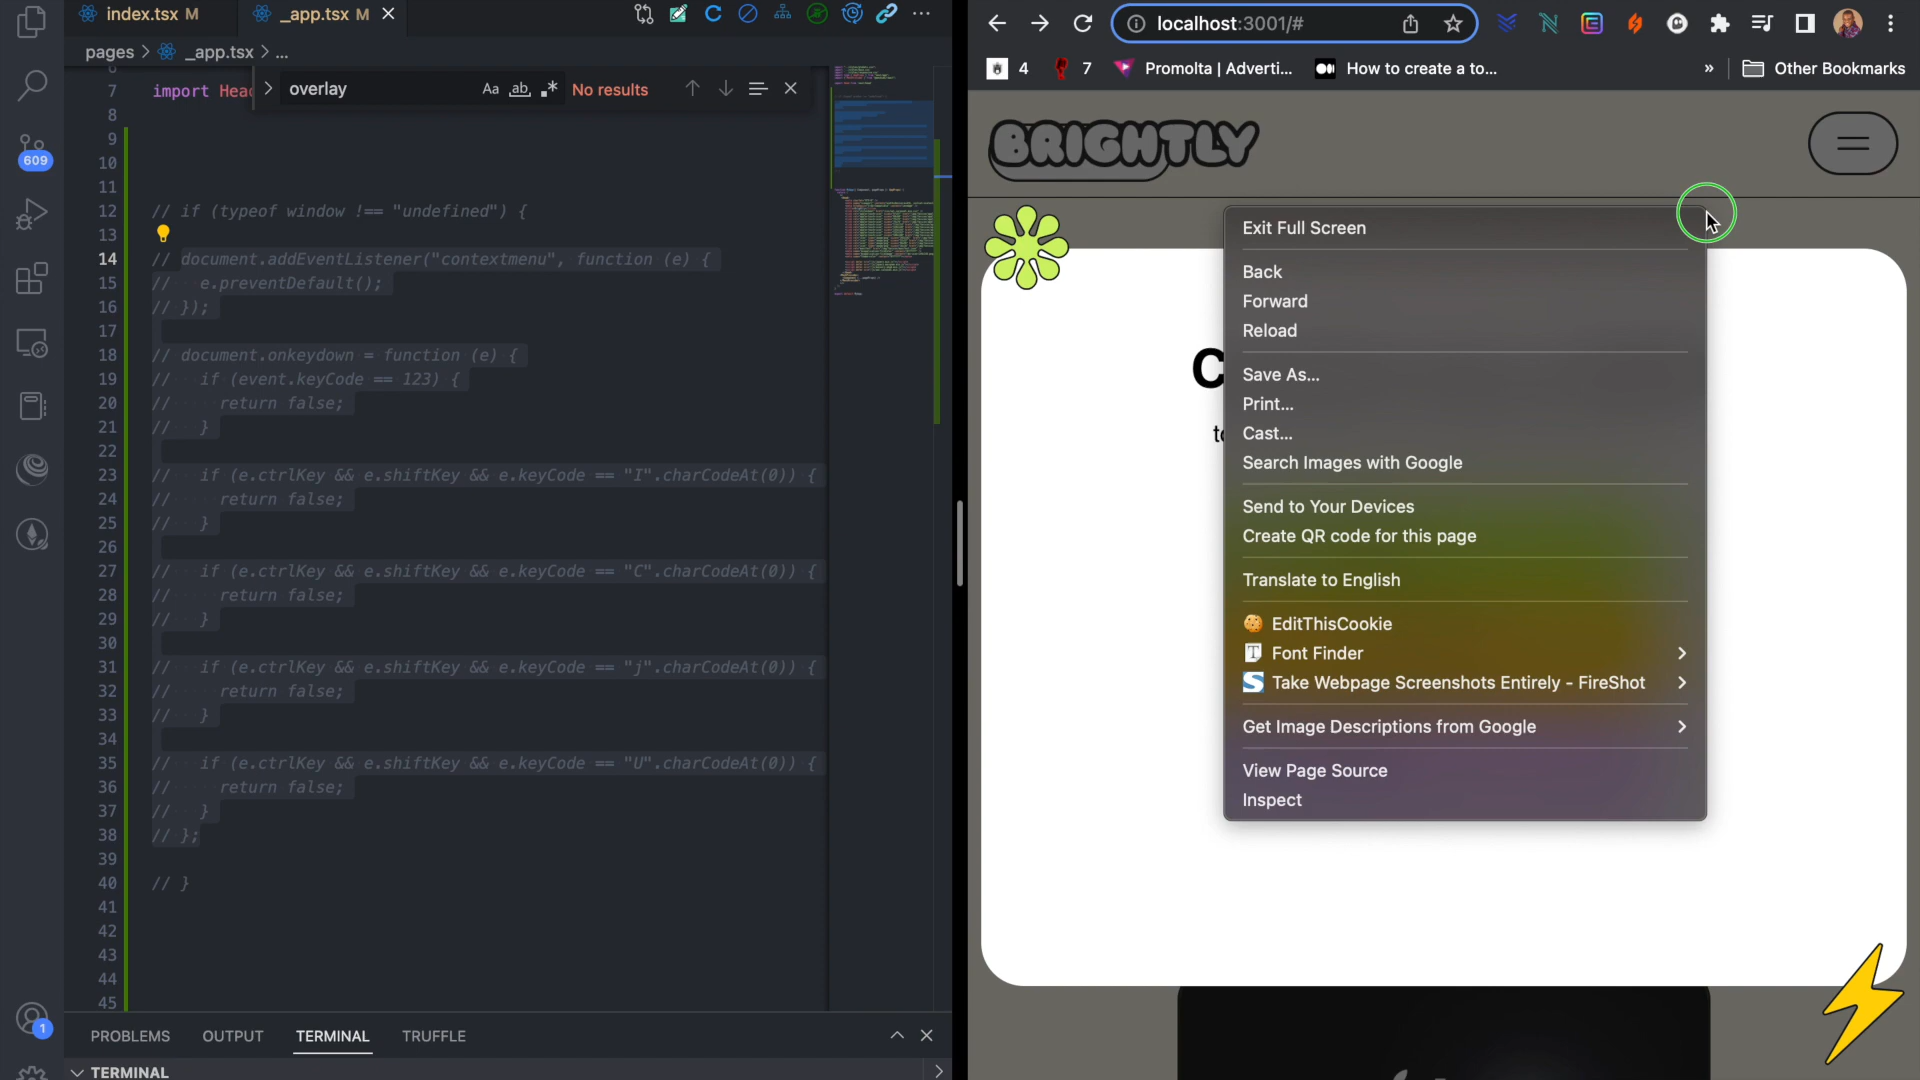 index.tsx M
_app.tsx M
pages > _app.tsx > ...
overlay
Aa
ab
No results
6
7 import Head
8
9
10
11
12 // if (typeof window !== "undefined") {
13
14 // document.addEventListener("contextmenu", function (e) {
15 // e.preventDefault();
16 // });
17
18 // document.onkeydown = function (e) {
19 // if (event.keyCode == 123) {
20 // return false;
21 // }
22
23 // if (e.ctrlKey && e.shiftKey && e.keyCode == "I".charCodeAt(0)) {
24 // return false;
25 // }
26
27 // if (e.ctrlKey && e.shiftKey && e.keyCode == "C".charCodeAt(0)) {
28 // return false;
29 // }
30
31 // if (e.ctrlKey && e.shiftKey && e.keyCode == "j".charCodeAt(0)) {
32 // return false;
33 // }
34
35 // if (e.ctrlKey && e.shiftKey && e.keyCode == "U".charCodeAt(0)) {
36 // return false;
37 // }
38 // };
39
40 // }
41
42
43
44
45
609
1
PROBLEMS OUTPUT TERMINAL TRUFFLE
TERMINAL
localhost:3001/#
4
7
Promolta | Adverti...
How to create a to...
»
Other Bookmarks
BRIGHTLY
C
to
Exit Full Screen
Back
Forward
Reload
Save As...
Print...
Cast...
Search Images with Google
Send to Your Devices
Create QR code for this page
Translate to English
EditThisCookie
Font Finder
Take Webpage Screenshots Entirely - FireShot
Get Image Descriptions from Google
View Page Source
Inspect